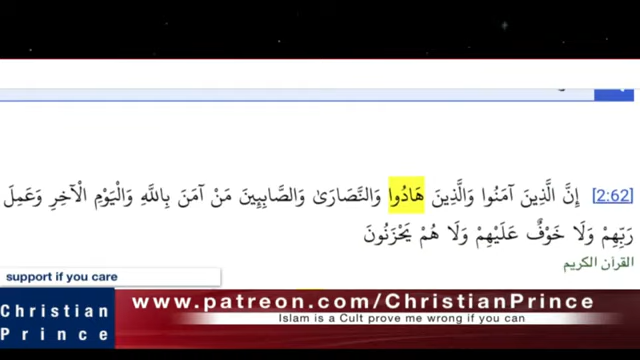 [2:62] إِنَّ الَّذِينَ آمَنُوا وَالَّذِينَ هَادُوا وَالنَّصَارَىٰ وَالصَّابِئِينَ مَنْ آمَنَ بِاللَّهِ وَالْيَوْمِ الْآخِرِ وَعَمِلَ
رَبِّهِمْ وَلَا خَوْفٌ عَلَيْهِمْ وَلَا هُمْ يَحْزَنُونَ
القرآن الكريم
support if you care
Christian
Prince
www.patreon.com/ChristianPrince
Islam is a Cult prove me wrong if you can